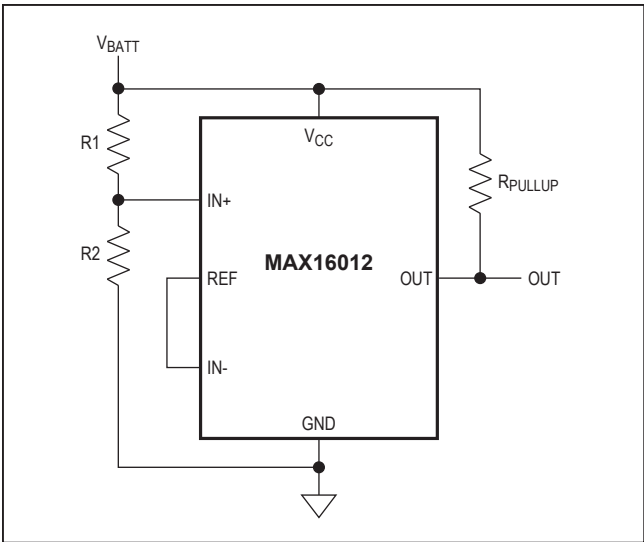 VBATT
R1
VCC
RPULLUP
IN+
R2
MAX16012
REF
OUT
OUT
IN-
GND